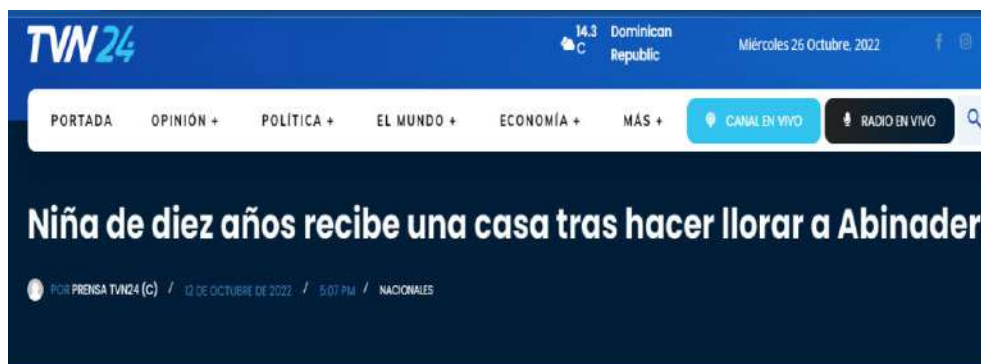 TVN 24
14.3 C
Dominican Republic
Miércoles 26 Octubre, 2022
PORTADA OPINIÓN + POLÍTICA + EL MUNDO + ECONOMÍA + MÁS + CANAL EN VIVO RADIO EN VIVO
Niña de diez años recibe una casa tras hacer llorar a Abinader
POR PRENSA TVN24 (C) / 12 DE OCTUBRE DE 2022 / 5:07 PM / NACIONALES